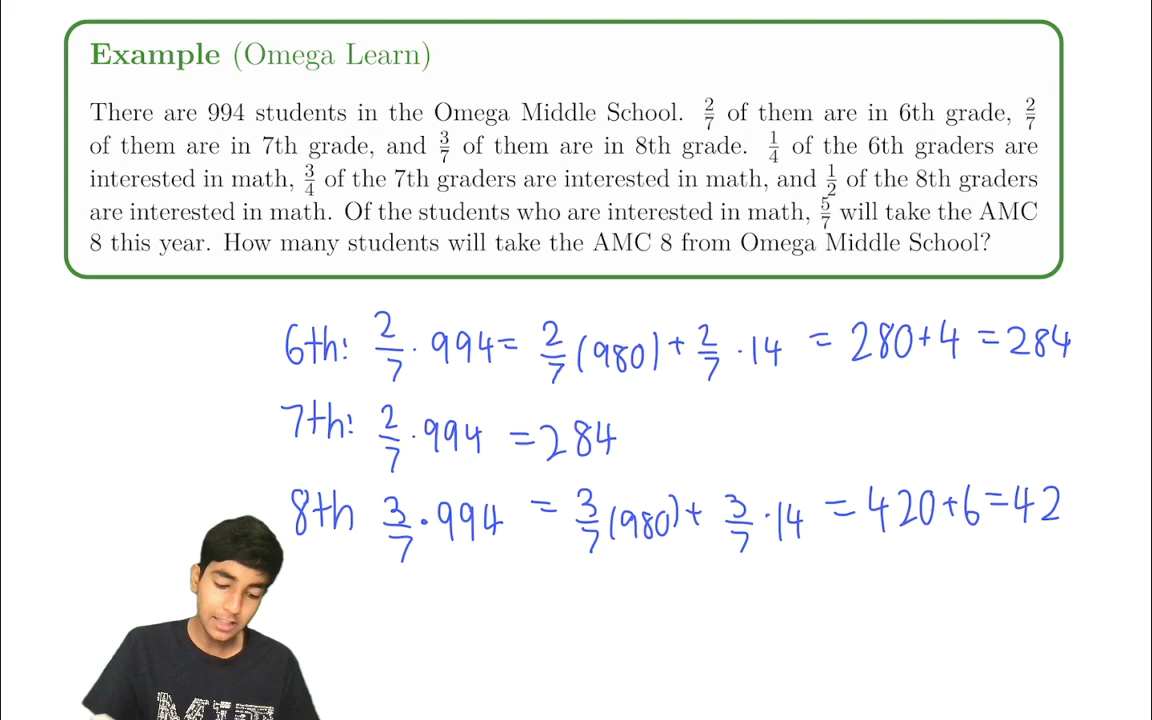 Example (Omega Learn)
There are 994 students in the Omega Middle School. 2/7 of them are in 6th grade, 2/7
of them are in 7th grade, and 3/7 of them are in 8th grade. 1/4 of the 6th graders are
interested in math, 3/4 of the 7th graders are interested in math, and 1/2 of the 8th graders
are interested in math. Of the students who are interested in math, 5/7 will take the AMC
8 this year. How many students will take the AMC 8 from Omega Middle School?
6th: 2/7 · 994 = 2/7 (980) + 2/7 · 14 = 280+4 = 284
7th: 2/7 · 994 = 284
8th 3/7 · 994 = 3/7 (980) + 3/7 · 14 = 420+6=42
MIT